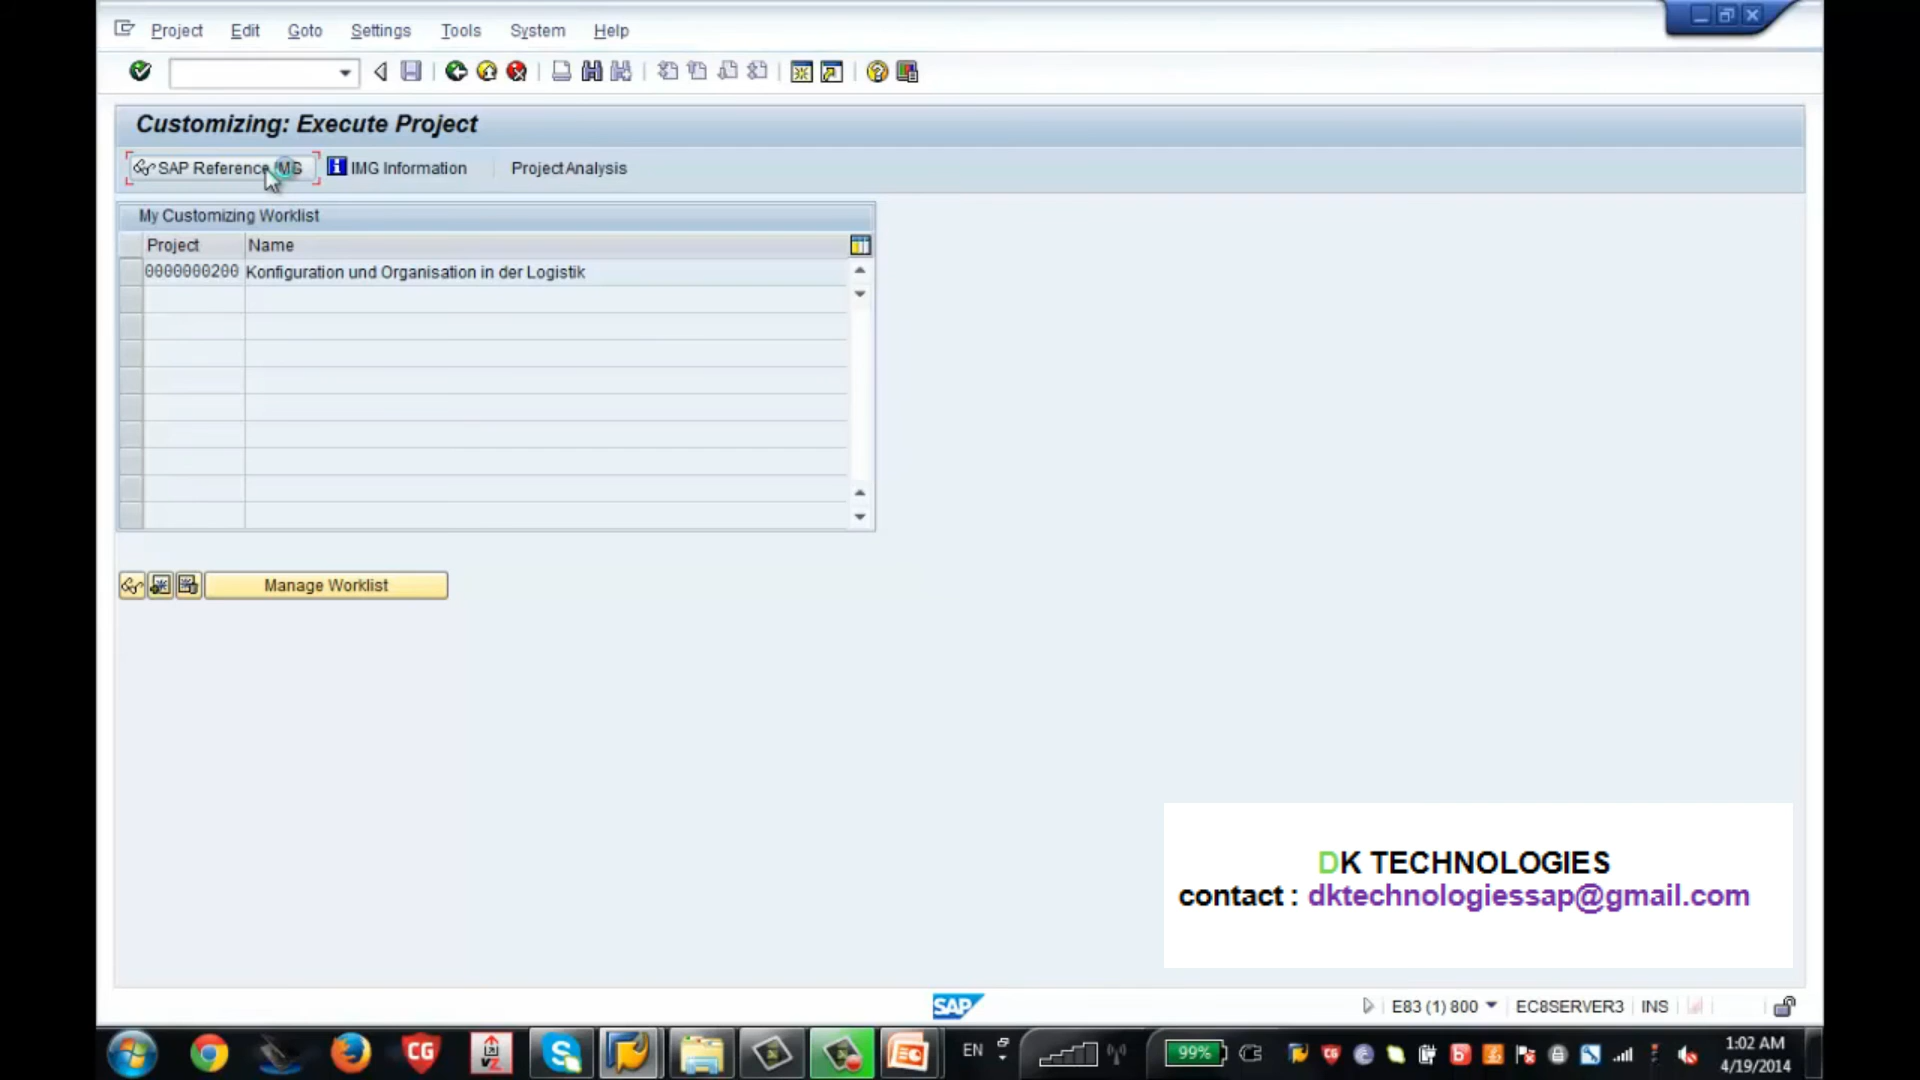 Project Edit Goto Settings Tools System Help
Customizing: Execute Project
SAP Reference IMG IMG Information Project Analysis
My Customizing Worklist
Project Name
0000000200 Konfiguration und Organisation in der Logistik
Manage Worklist
DK TECHNOLOGIES
contact : dktechnologiessap@gmail.com
SAP E83 (1) 800 EC8SERVER3 INS
CG EN 99% 1:02 AM
4/19/2014